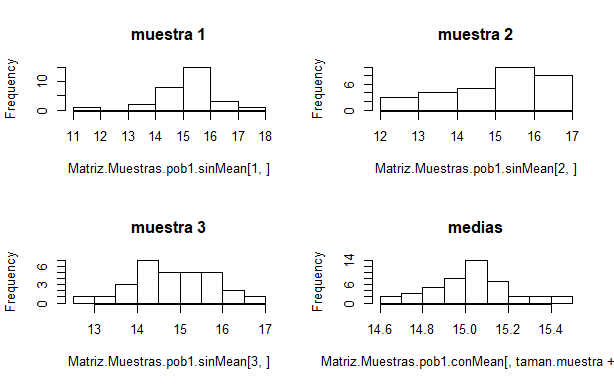 muestra 1
Frequency
0 10
11 12 13 14 15 16 17 18
Matriz.Muestras.pob1.sinMean[1, ]
muestra 2
Frequency
0 6
12 13 14 15 16 17
Matriz.Muestras.pob1.sinMean[2, ]
muestra 3
Frequency
0 3 6
13 14 15 16 17
Matriz.Muestras.pob1.sinMean[3, ]
medias
Frequency
0 6 14
14.6 14.8 15.0 15.2 15.4
Matriz.Muestras.pob1.conMean[, taman.muestra +